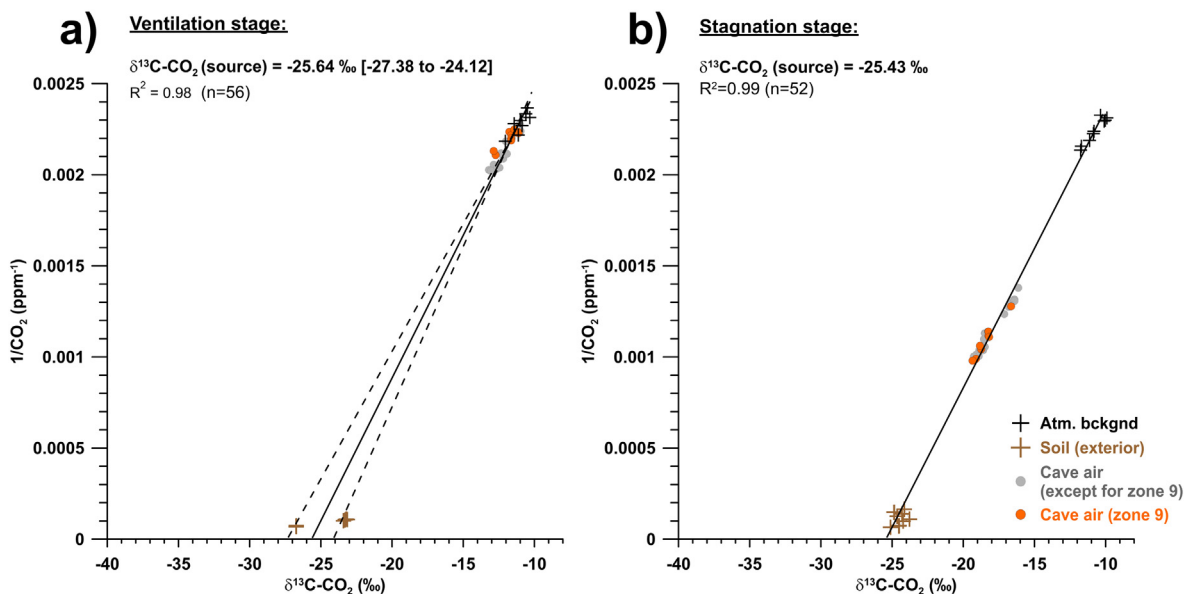 a)
Ventilation stage:
δ¹³C-CO₂ (source) = -25.64 ‰ [-27.38 to -24.12]
R² = 0.98 (n=56)
0.0025
0.002
0.0015
0.001
0.0005
0
1/CO₂ (ppm⁻¹)
-40 -35 -30 -25 -20 -15 -10
δ¹³C-CO₂ (‰)
b)
Stagnation stage:
δ¹³C-CO₂ (source) = -25.43 ‰
R²=0.99 (n=52)
0.0025
0.002
0.0015
0.001
0.0005
0
1/CO₂ (ppm⁻¹)
Atm. bckgnd
Soil (exterior)
Cave air
(except for zone 9)
Cave air (zone 9)
-40 -35 -30 -25 -20 -15 -10
δ¹³C-CO₂ (‰)